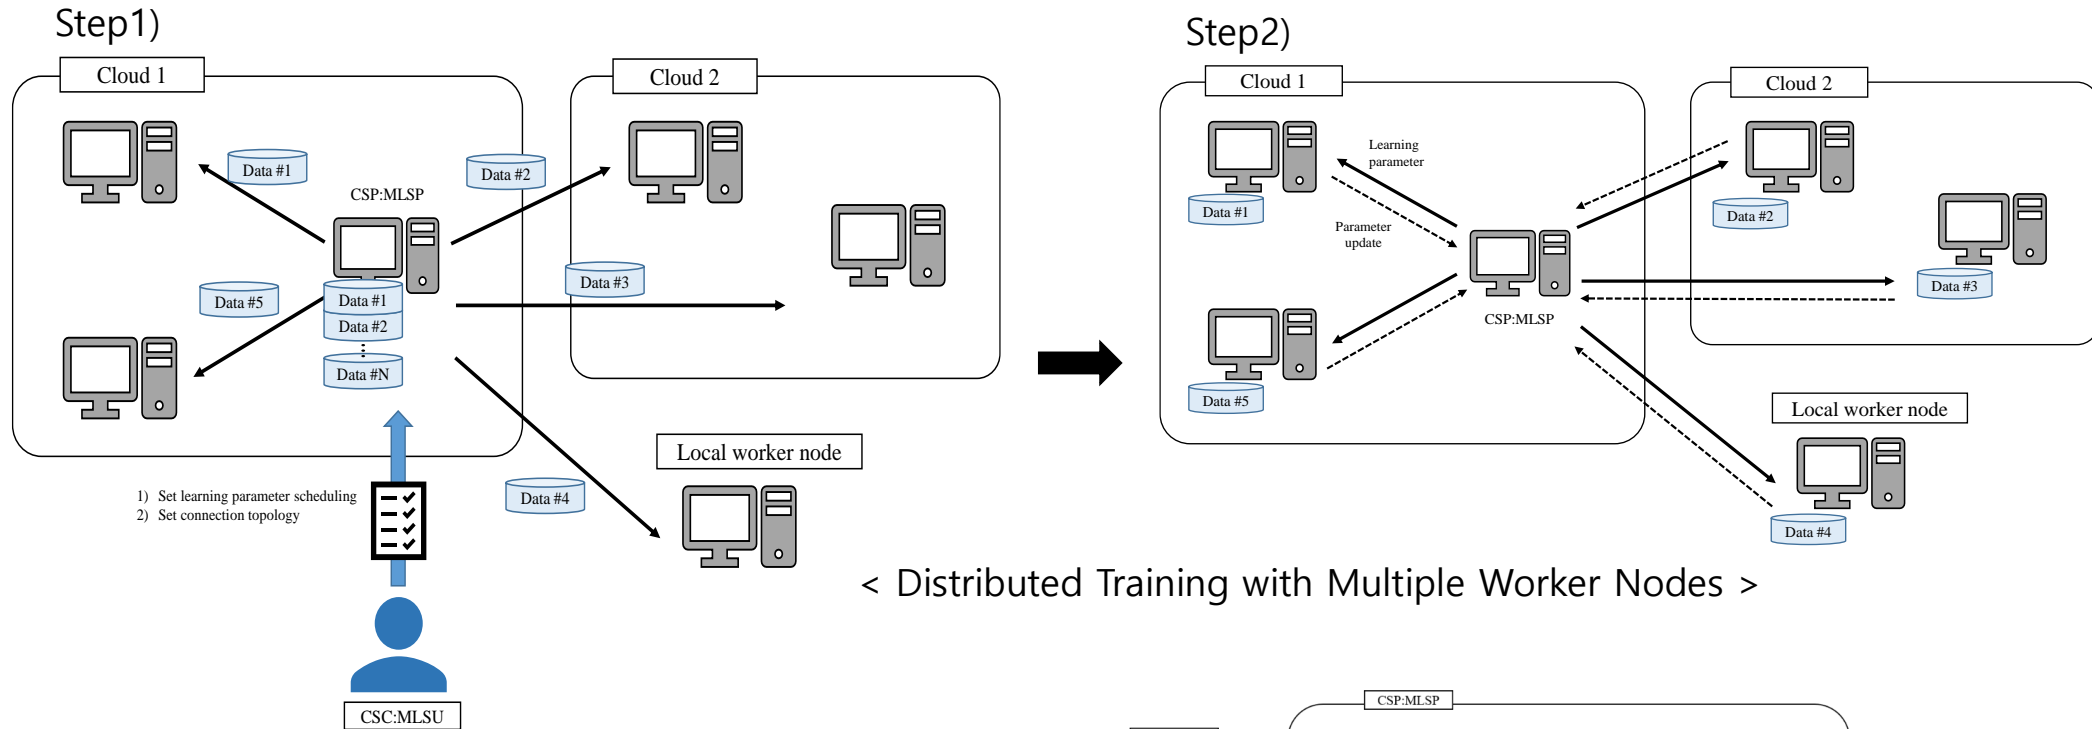 Step1)
Cloud 1
Cloud 2
Data #1
Data #2
CSP:MLSP
Data #3
Data #5
Data #1
Data #2
Data #N
Local worker node
1) Set learning parameter scheduling
2) Set connection topology
Data #4
CSC:MLSU
Step2)
Cloud 1
Cloud 2
Learning
parameter
Data #1
Data #2
Parameter
update
Data #3
CSP:MLSP
Data #5
Local worker node
Data #4
< Distributed Training with Multiple Worker Nodes >
CSP:MLSP